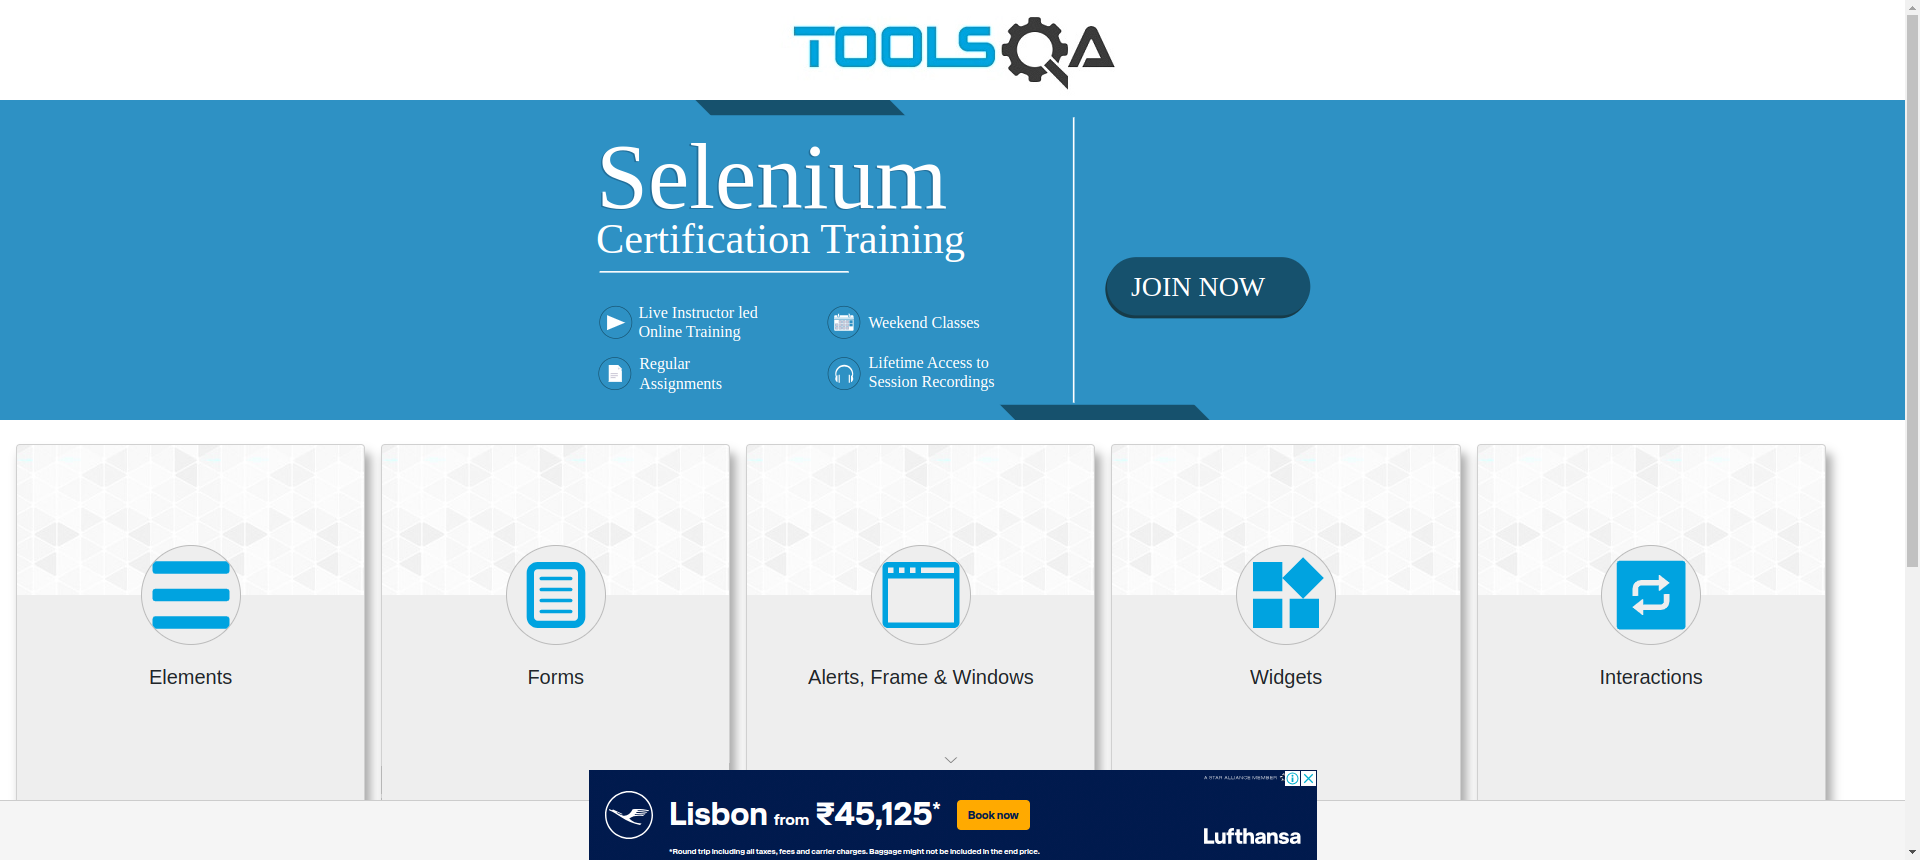 TOOLSQA
Selenium
Certification Training
JOIN NOW
Live Instructor led
Online Training
Weekend Classes
Regular
Assignments
Lifetime Access to
Session Recordings
Elements
Forms
Alerts, Frame & Windows
Widgets
Interactions
A STAR ALLIANCE MEMBER
Lisbon from ₹45,125*
Book now
Lufthansa
*Round trip including all taxes, fees and carrier charges. Baggage might not be included in the end price.